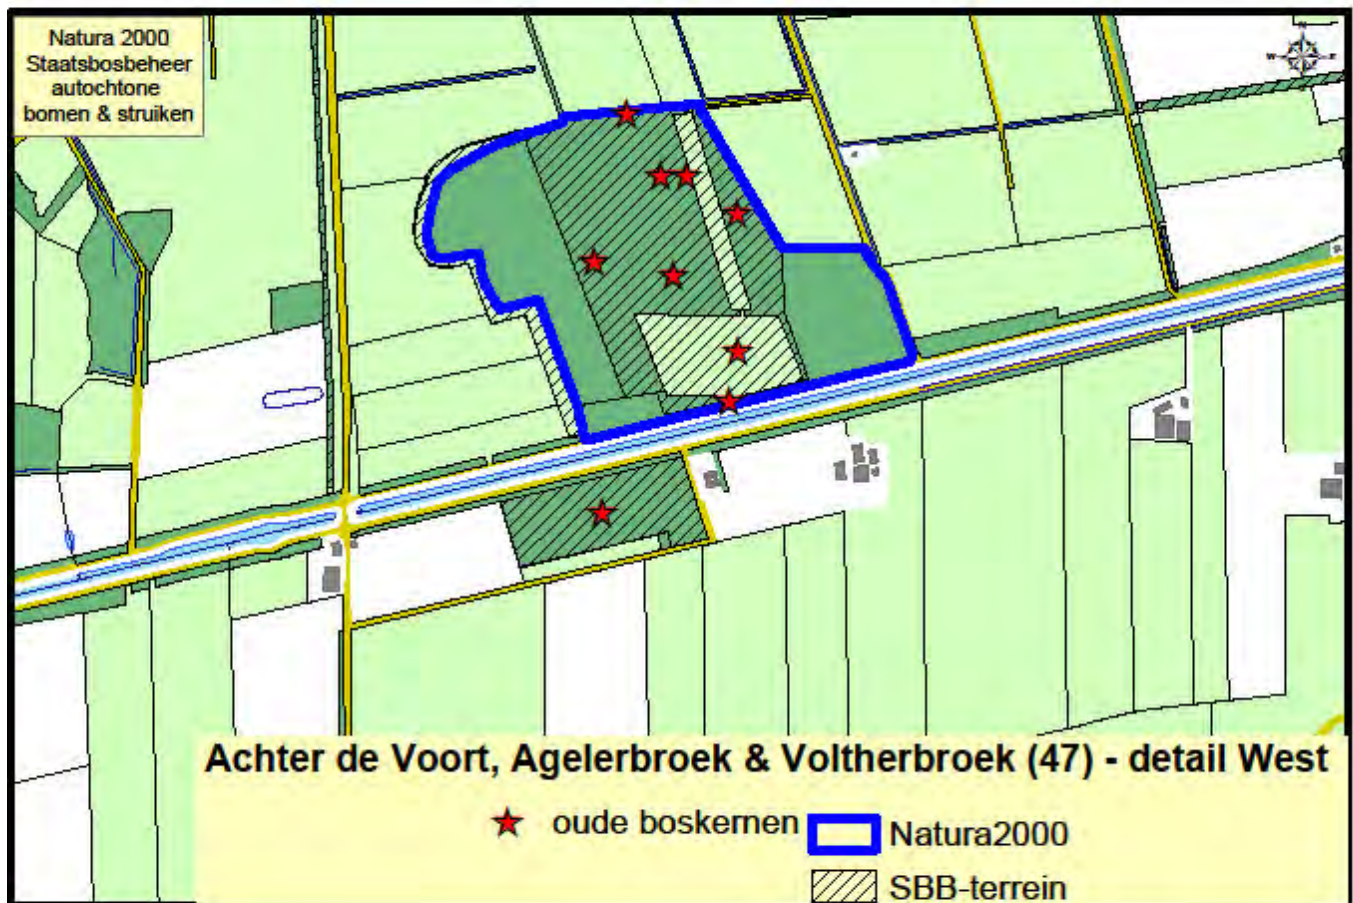 Natura 2000
Staatsbosbeheer
autochtone
bomen & struiken
N
W
E
Achter de Voort, Agelerbroek & Voltherbroek (47) - detail West
oude boskernen
Natura2000
SBB-terrein